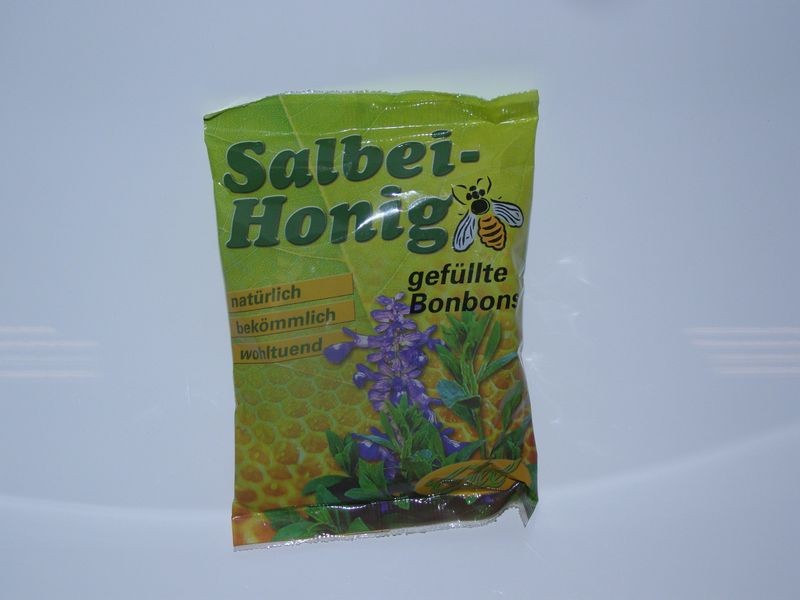 Salbei-
Honig
gefüllte
Bonbons
natürlich
bekömmlich
wohltuend